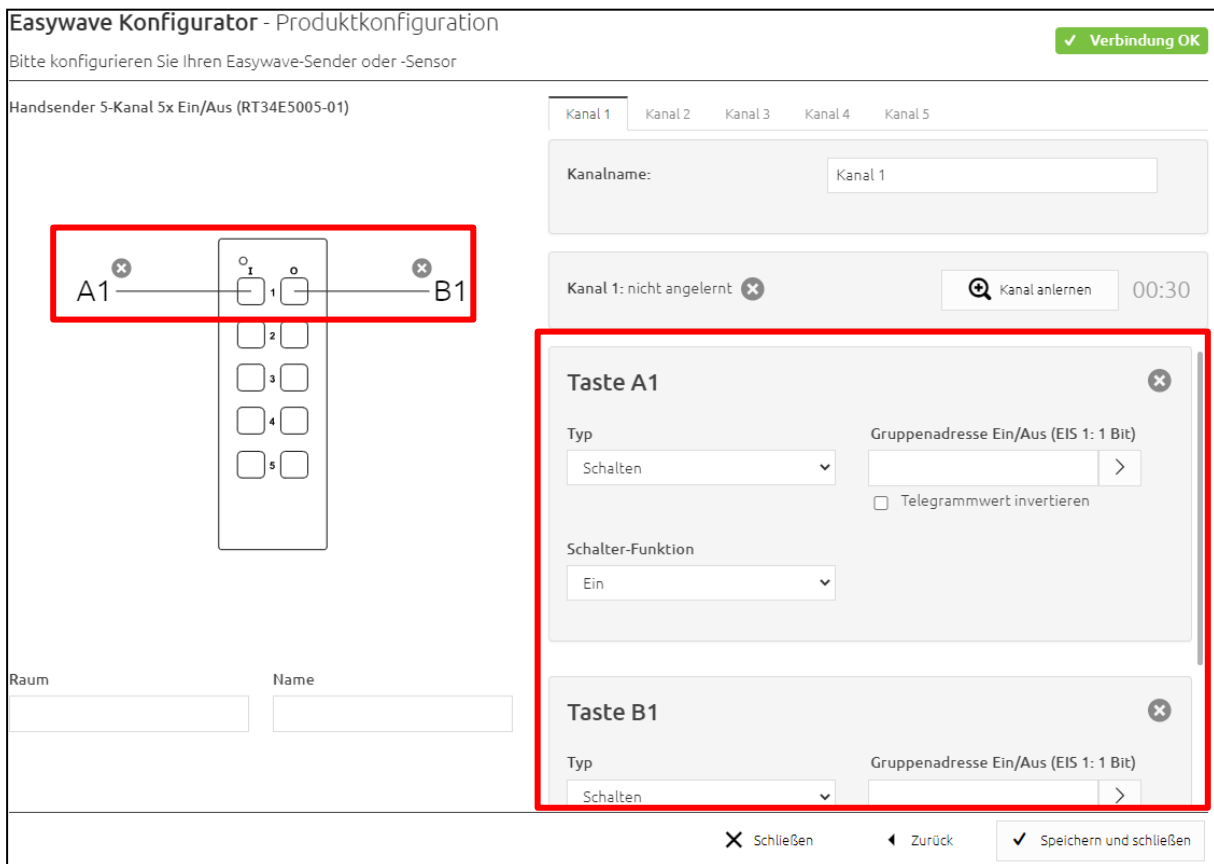 Easywave Konfigurator - Produktkonfiguration
✓ Verbindung OK
Bitte konfigurieren Sie Ihren Easywave-Sender oder -Sensor
Handsender 5-Kanal 5x Ein/Aus (RT34E5005-01)
Kanal 1 Kanal 2 Kanal 3 Kanal 4 Kanal 5
Kanalname: Kanal 1
I O
A1 1 B1
2
3
4
5
Kanal 1: nicht angelernt Kanal anlernen 00:30
Taste A1
Typ Gruppenadresse Ein/Aus (EIS 1: 1 Bit)
Schalten >
Telegrammwert invertieren
Schalter-Funktion
Ein
Raum Name
Taste B1
Typ Gruppenadresse Ein/Aus (EIS 1: 1 Bit)
Schalten >
Schließen Zurück Speichern und schließen